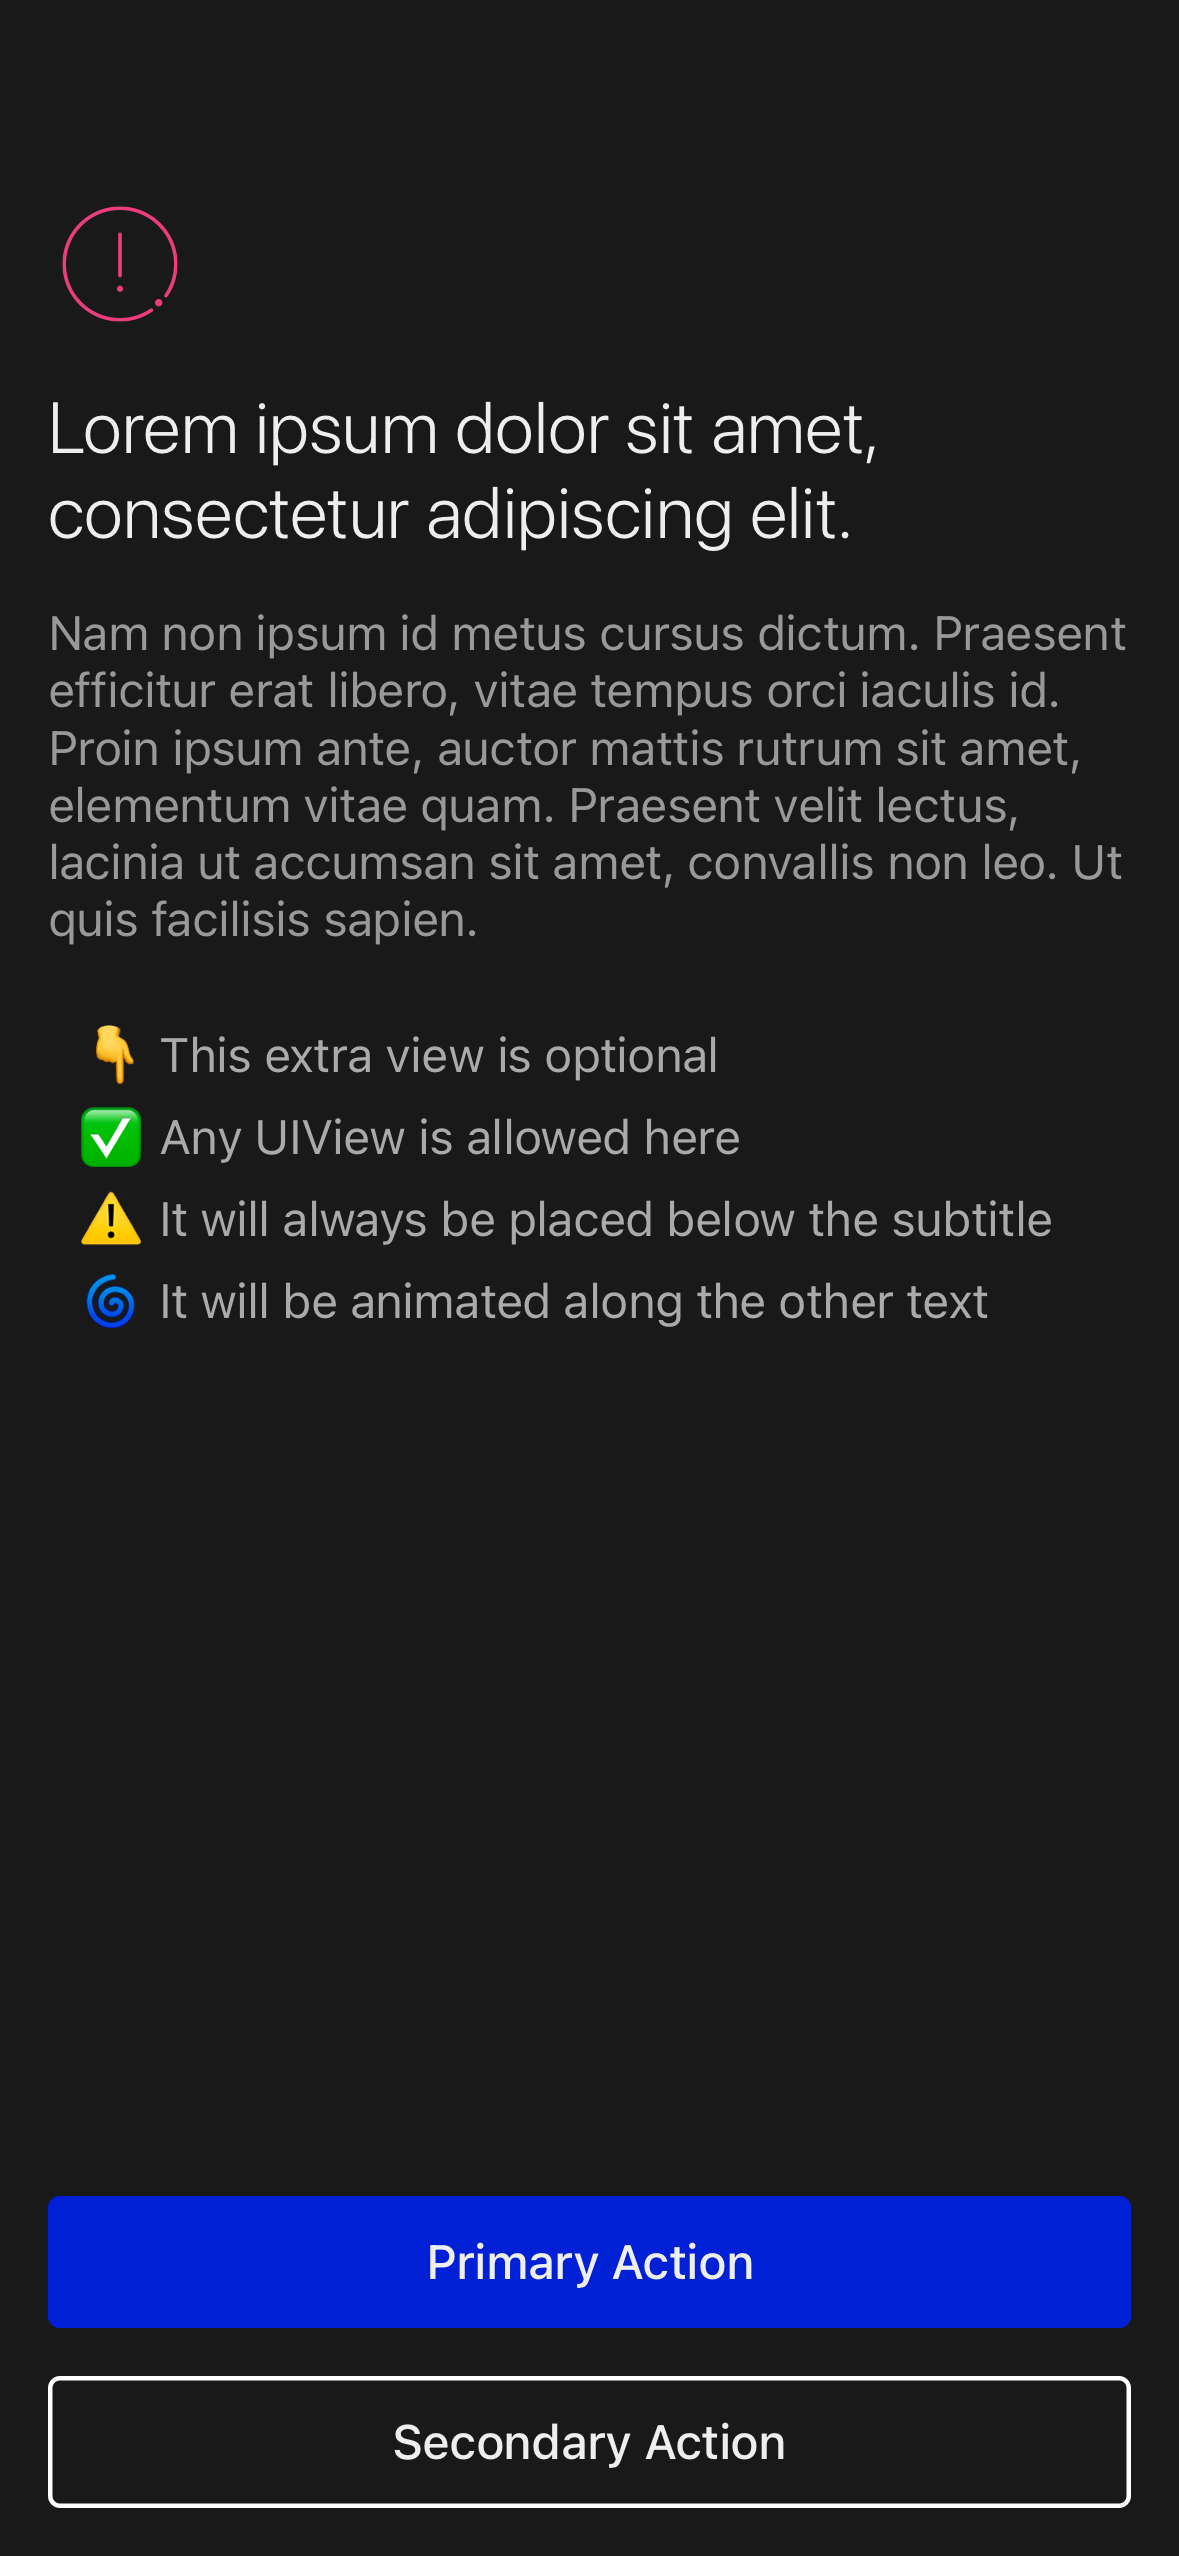 Lorem ipsum dolor sit amet,
consectetur adipiscing elit.
Nam non ipsum id metus cursus dictum. Praesent
efficitur erat libero, vitae tempus orci iaculis id.
Proin ipsum ante, auctor mattis rutrum sit amet,
elementum vitae quam. Praesent velit lectus,
lacinia ut accumsan sit amet, convallis non leo. Ut
quis facilisis sapien.
👇 This extra view is optional
✅ Any UIView is allowed here
⚠️ It will always be placed below the subtitle
🌀 It will be animated along the other text
Primary Action
Secondary Action